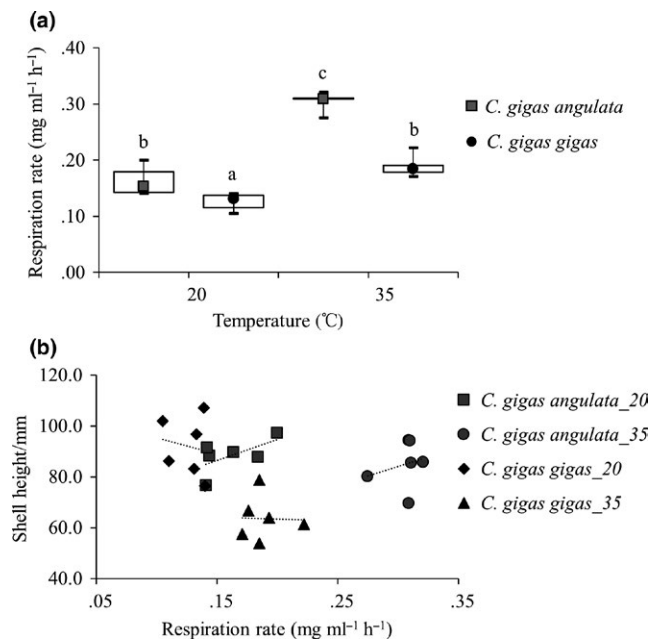 (a)
Respiration rate (mg ml⁻¹ h⁻¹)
.40
.30
.20
.10
.00
b
a
c
b
C. gigas angulata
C. gigas gigas
20
35
Temperature (℃)
(b)
Shell height/mm
120.0
100.0
80.0
60.0
40.0
C. gigas angulata_20
C. gigas angulata_35
C. gigas gigas_20
C. gigas gigas_35
.05
.15
.25
.35
Respiration rate (mg ml⁻¹ h⁻¹)